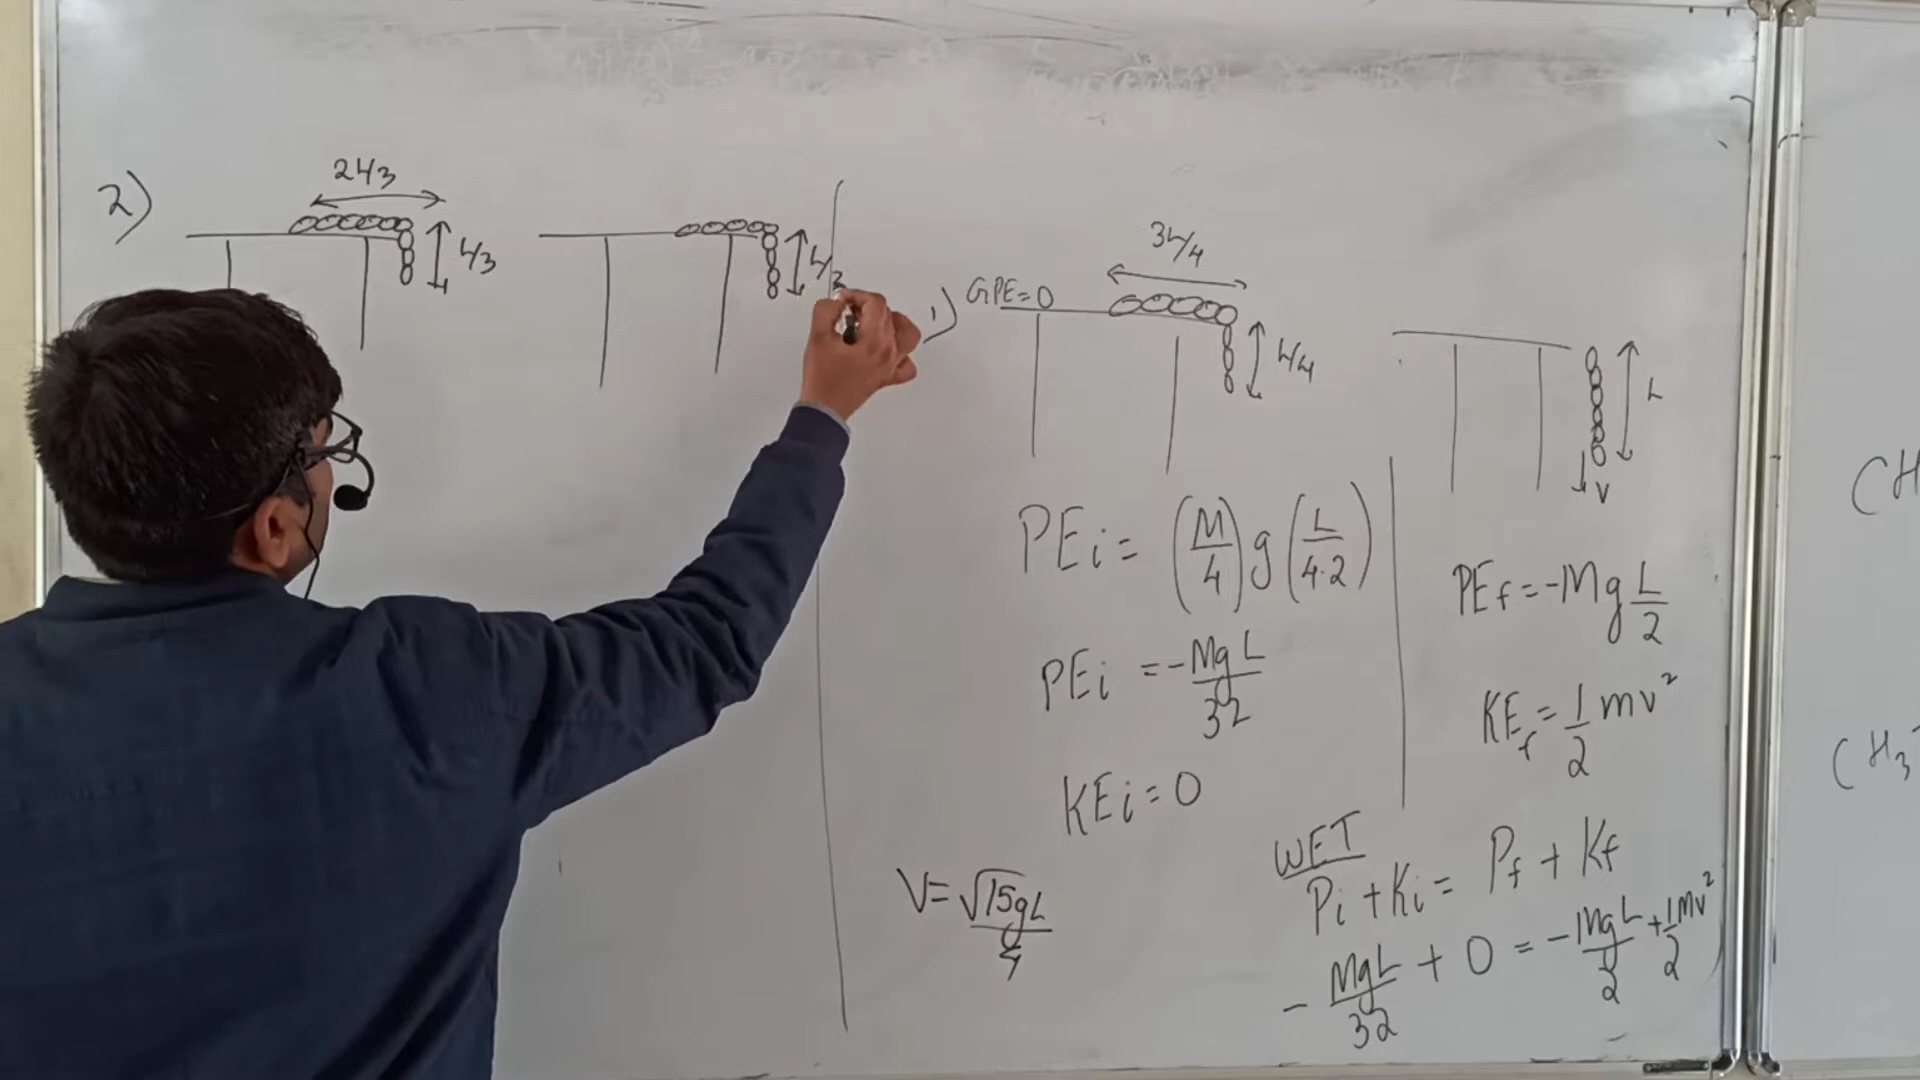 2)
2L/3
L/3
L/2
1)
GPE=0
3L/4
L/4
L
V
PEi = (M/4) g (L/4·2)
PEi = -MgL/32
KEi = 0
V = √15gL/4
PEf = -Mg L/2
KEf = 1/2 mv²
WET
Pi + Ki = Pf + Kf
- MgL/32 + 0 = -MgL/2 + 1/2 Mv²
CH
CH3